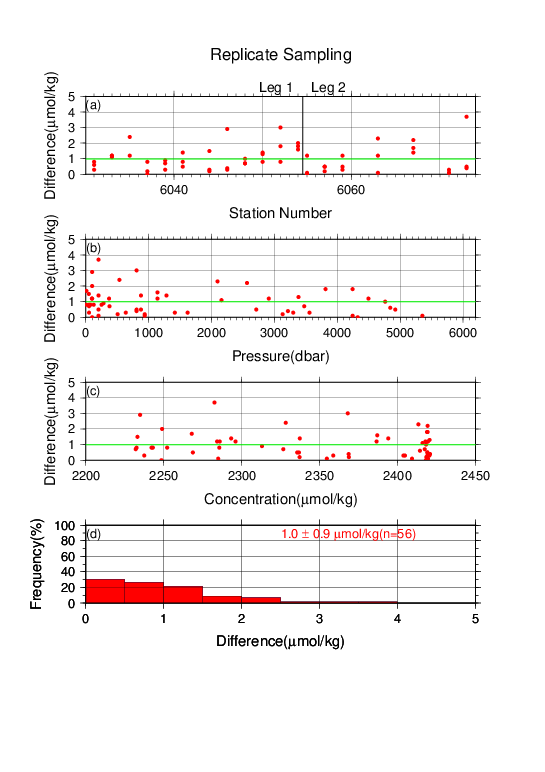 Replicate Sampling
Leg 1 Leg 2
(a)
Difference(μmol/kg)
5
4
3
2
1
0
6040 6060
Station Number
(b)
Difference(μmol/kg)
5
4
3
2
1
0
0 1000 2000 3000 4000 5000 6000
Pressure(dbar)
(c)
Difference(μmol/kg)
5
4
3
2
1
0
2200 2250 2300 2350 2400 2450
Concentration(μmol/kg)
(d)
1.0 ± 0.9 μmol/kg(n=56)
Frequency(%)
100
80
60
40
20
0
0 1 2 3 4 5
Difference(μmol/kg)